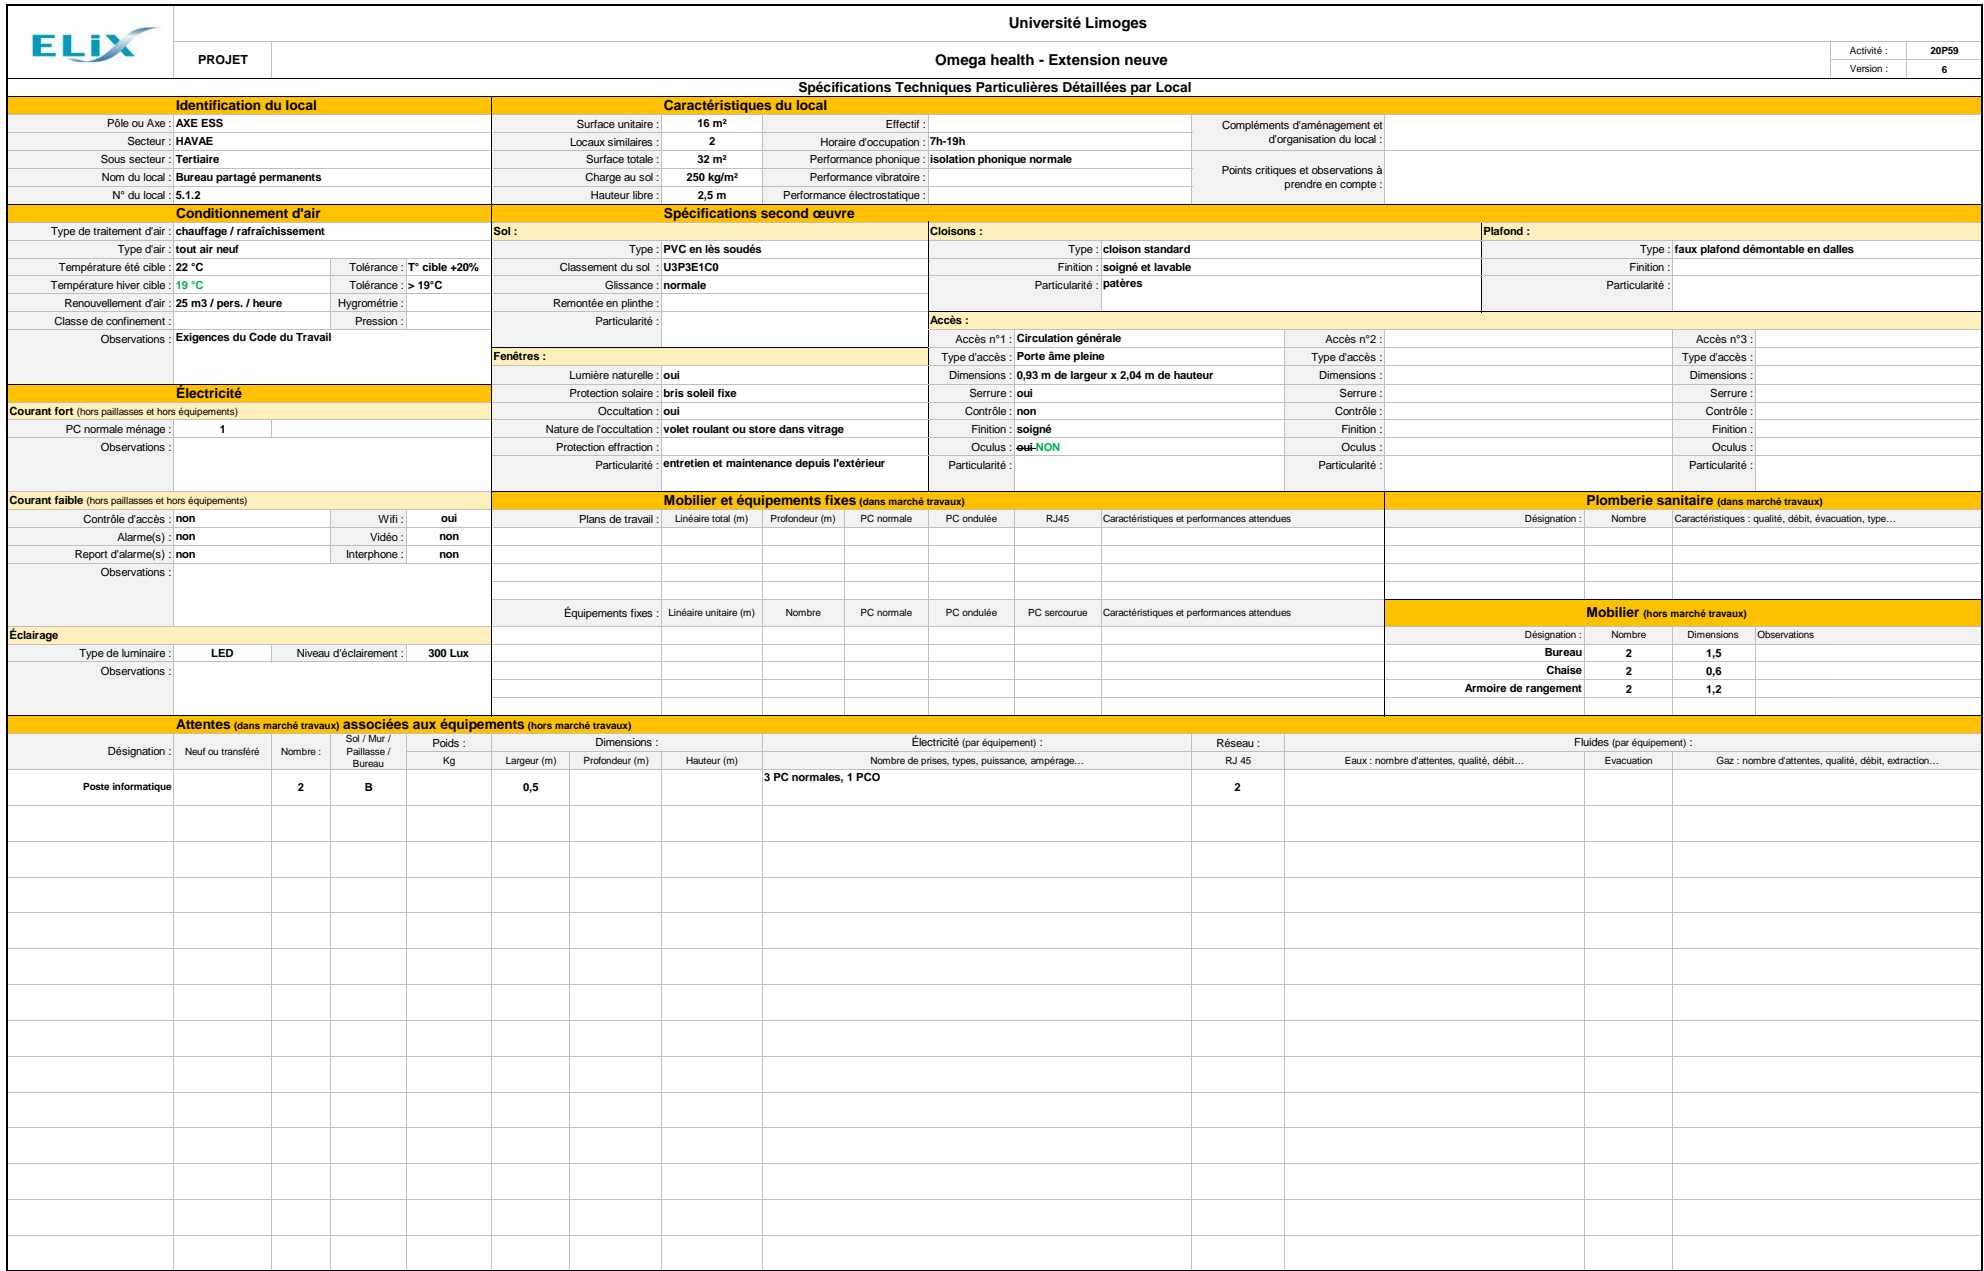 ELiX
Université Limoges
PROJET
Omega health - Extension neuve
Activité : 20P59
Version : 6
Spécifications Techniques Particulières Détaillées par Local
Identification du local
Pôle ou Axe : AXE ESS
Secteur : HAVAE
Sous secteur : Tertiaire
Nom du local : Bureau partagé permanents
N° du local : 5.1.2
Caractéristiques du local
Surface unitaire : 16 m² Effectif :
Locaux similaires : 2 Horaire d'occupation : 7h-19h
Surface totale : 32 m² Performance phonique : isolation phonique normale
Charge au sol : 250 kg/m² Performance vibratoire :
Hauteur libre : 2,5 m Performance électrostatique :
Compléments d'aménagement et
d'organisation du local :
Points critiques et observations à
prendre en compte :
Conditionnement d'air
Type de traitement d'air : chauffage / rafraîchissement
Type d'air : tout air neuf
Température été cible : 22 °C Tolérance : T° cible +20%
Température hiver cible : 19 °C Tolérance : > 19°C
Renouvellement d'air : 25 m3 / pers. / heure Hygrométrie :
Classe de confinement : Pression :
Observations : Exigences du Code du Travail
Spécifications second œuvre
Sol :
Type : PVC en lès soudés
Classement du sol : U3P3E1C0
Glissance : normale
Remontée en plinthe :
Particularité :
Cloisons :
Type : cloison standard
Finition : soigné et lavable
Particularité : patères
Plafond :
Type : faux plafond démontable en dalles
Finition :
Particularité :
Fenêtres :
Lumière naturelle : oui
Protection solaire : bris soleil fixe
Occultation : oui
Nature de l'occultation : volet roulant ou store dans vitrage
Protection effraction :
Particularité : entretien et maintenance depuis l'extérieur
Accès :
Accès n°1 : Circulation générale Accès n°2 : Accès n°3 :
Type d'accès : Porte âme pleine Type d'accès : Type d'accès :
Dimensions : 0,93 m de largeur x 2,04 m de hauteur Dimensions : Dimensions :
Serrure : oui Serrure : Serrure :
Contrôle : non Contrôle : Contrôle :
Finition : soigné Finition : Finition :
Oculus : oui NON Oculus : Oculus :
Particularité : Particularité : Particularité :
Électricité
Courant fort (hors paillasses et hors équipements)
PC normale ménage : 1
Observations :
Courant faible (hors paillasses et hors équipements)
Contrôle d'accès : non Wifi : oui
Alarme(s) : non Vidéo : non
Report d'alarme(s) : non Interphone : non
Observations :
Éclairage
Type de luminaire : LED Niveau d'éclairement : 300 Lux
Observations :
Mobilier et équipements fixes (dans marché travaux)
Plans de travail : Linéaire total (m) Profondeur (m) PC normale PC ondulée RJ45 Caractéristiques et performances attendues
Équipements fixes : Linéaire unitaire (m) Nombre PC normale PC ondulée PC sercourue Caractéristiques et performances attendues
Plomberie sanitaire (dans marché travaux)
Désignation : Nombre Caractéristiques : qualité, débit, évacuation, type…
Mobilier (hors marché travaux)
Désignation : Nombre Dimensions Observations
Bureau 2 1,5
Chaise 2 0,6
Armoire de rangement 2 1,2
Attentes (dans marché travaux) associées aux équipements (hors marché travaux)
Désignation : Neuf ou transféré Nombre : Sol / Mur /
Paillasse /
Bureau
Poids : Dimensions : Électricité (par équipement) : Réseau : Fluides (par équipement) :
Kg Largeur (m) Profondeur (m) Hauteur (m) Nombre de prises, types, puissance, ampérage… RJ 45 Eaux : nombre d'attentes, qualité, débit… Evacuation Gaz : nombre d'attentes, qualité, débit, extraction…
Poste informatique 2 B 0,5 3 PC normales, 1 PCO 2